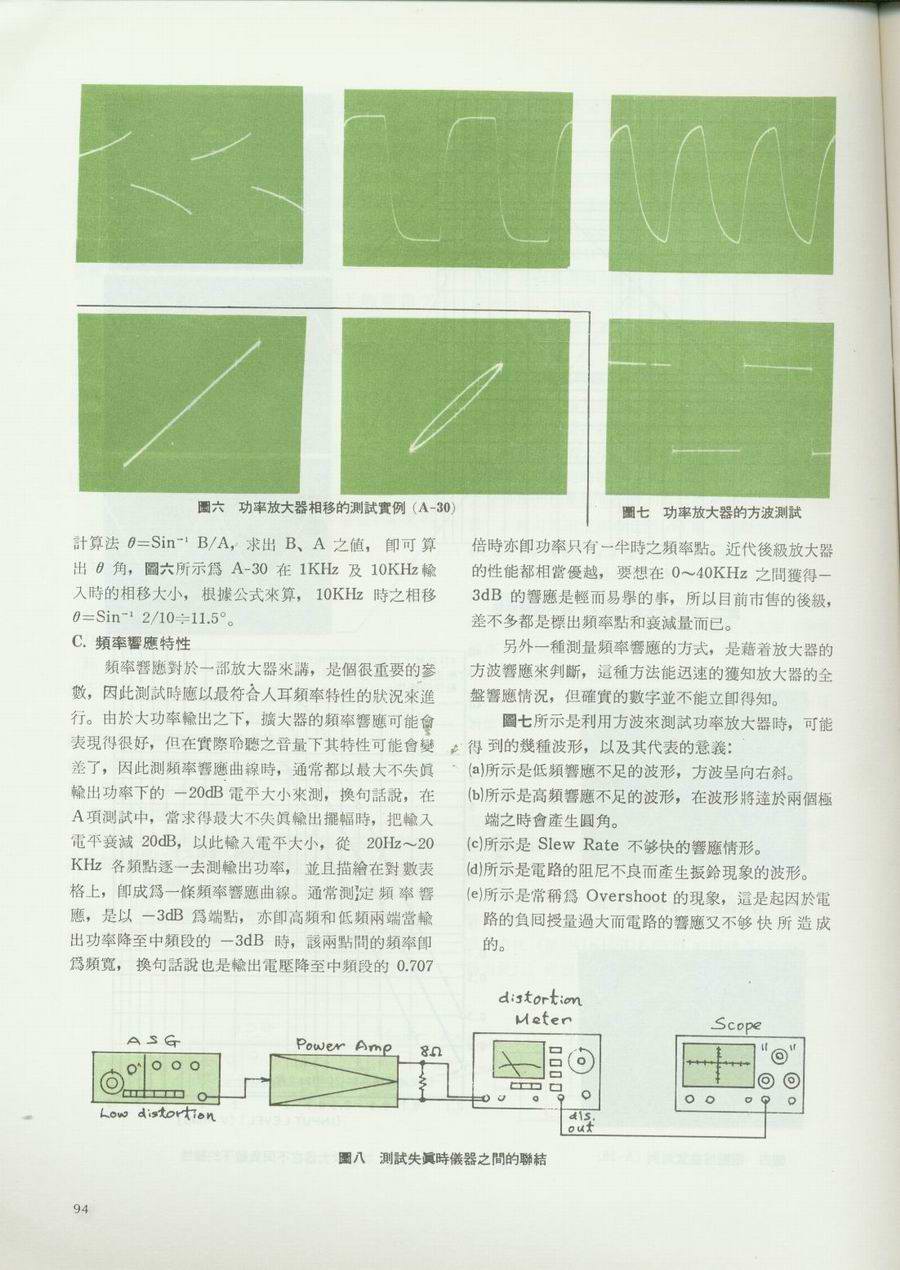 圖六　功率放大器相移的測試實例 (A-30)
圖七　功率放大器的方波測試
計算法 θ=Sin⁻¹ B/A，求出 B、A 之值，卽可算
出 θ 角，圖六所示爲 A-30 在 1KHz 及 10KHz 輸
入時的相移大小，根據公式來算，10KHz 時之相移
θ=Sin⁻¹ 2/10≑11.5°。
C. 頻率響應特性
頻率響應對於一部放大器來講，是個很重要的參
數，因此測試時應以最符合人耳頻率特性的狀況來進
行。由於大功率輸出之下，擴大器的頻率響應可能會
表現得很好，但在實際聆聽之音量下其特性可能會變
差了，因此測頻率響應曲線時，通常都以最大不失眞
輸出功率下的 －20dB 電平大小來測，換句話說，在
A項測試中，當求得最大不失眞輸出擺幅時，把輸入
電平衰減 20dB，以此輸入電平大小，從 20Hz～20
KHz 各頻點逐一去測輸出功率，並且描繪在對數表
格上，卽成爲一條頻率響應曲線。通常測定頻率響
應，是以 －3dB 爲端點，亦卽高頻和低頻兩端當輸
出功率降至中頻段的 －3dB 時，該兩點間的頻率卽
爲頻寬，換句話說也是輸出電壓降至中頻段的 0.707
倍時亦卽功率只有一半時之頻率點。近代後級放大器
的性能都相當優越，要想在 0～40KHz 之間獲得－
3dB 的響應是輕而易舉的事，所以目前市售的後級，
差不多都是標出頻率點和衰減量而已。
另外一種測量頻率響應的方式，是藉着放大器的
方波響應來判斷，這種方法能迅速的獲知放大器的全
盤響應情況，但確實的數字並不能立卽得知。
圖七所示是利用方波來測試功率放大器時，可能
得到的幾種波形，以及其代表的意義：
(a)所示是低頻響應不足的波形，方波呈向右斜。
(b)所示是高頻響應不足的波形，在波形將達於兩個極
端之時會產生圓角。
(c)所示是 Slew Rate 不够快的響應情形。
(d)所示是電路的阻尼不良而產生振鈴現象的波形。
(e)所示是常稱爲 Overshoot 的現象，這是起因於電
路的負囘授量過大而電路的響應又不够快所造成
的。
ASG
Low distortion
Power Amp
8Ω
distortion
Meter
dis.
out
Scope
圖八　測試失眞時儀器之間的聯結
94